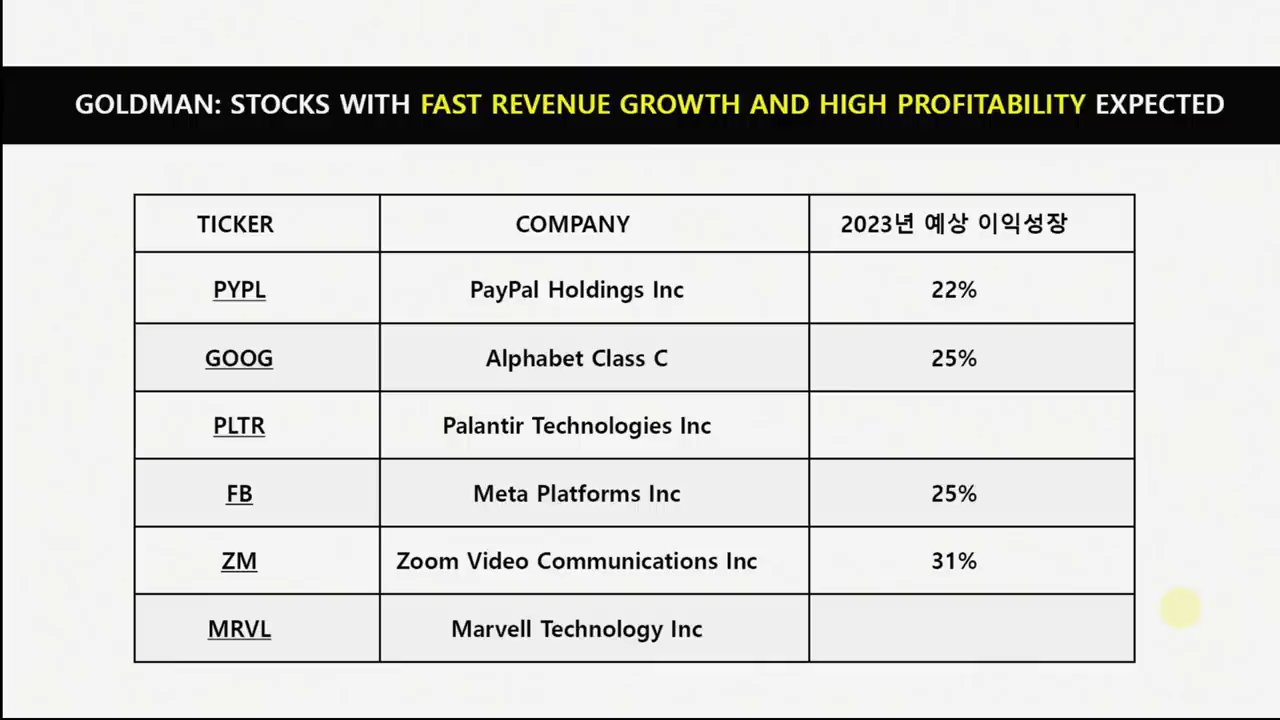 GOLDMAN: STOCKS WITH FAST REVENUE GROWTH AND HIGH PROFITABILITY EXPECTED
TICKER COMPANY 2023년 예상 이익성장
PYPL PayPal Holdings Inc 22%
GOOG Alphabet Class C 25%
PLTR Palantir Technologies Inc
FB Meta Platforms Inc 25%
ZM Zoom Video Communications Inc 31%
MRVL Marvell Technology Inc